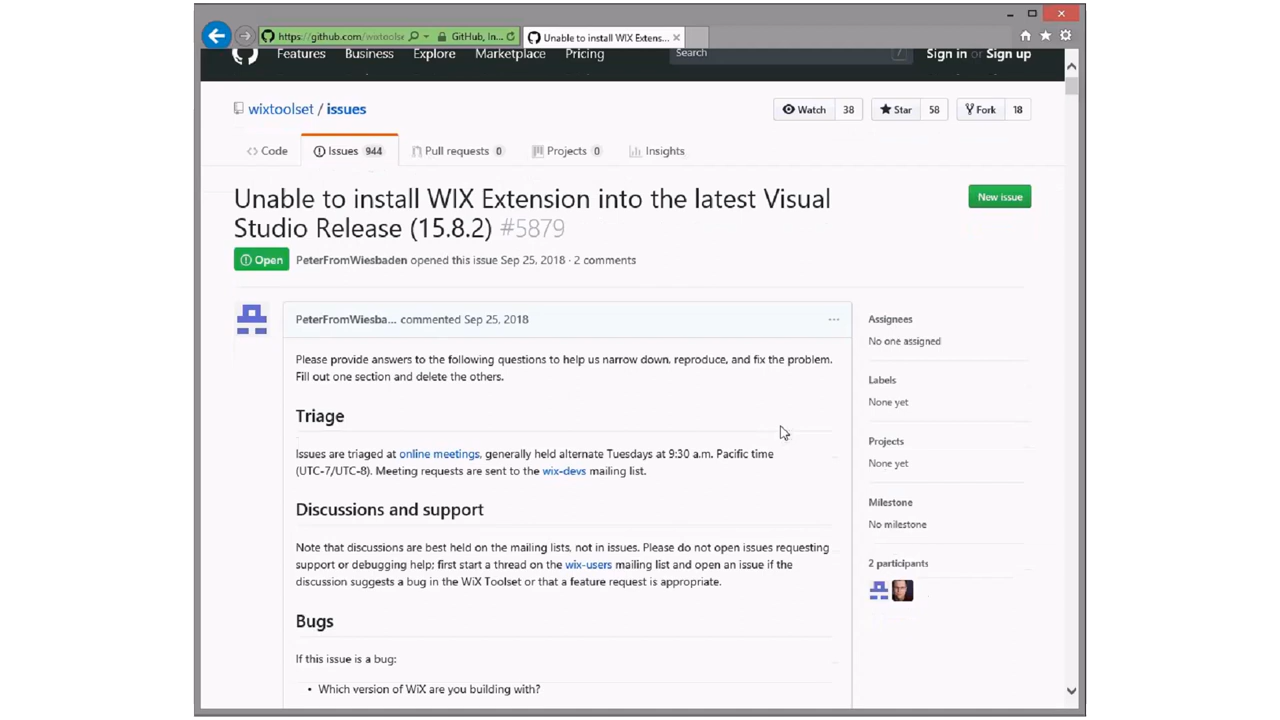 https://github.com/wixtoolse
GitHub, In...
Unable to install WIX Extens...
Features Business Explore Marketplace Pricing
Search
/
Sign in or Sign up
wixtoolset / issues
Watch 38 Star 58 Fork 18
Code Issues 944 Pull requests 0 Projects 0 Insights
Unable to install WIX Extension into the latest Visual
Studio Release (15.8.2) #5879
New issue
Open PeterFromWiesbaden opened this issue Sep 25, 2018 · 2 comments
PeterFromWiesba... commented Sep 25, 2018
...
Please provide answers to the following questions to help us narrow down, reproduce, and fix the problem.
Fill out one section and delete the others.
Triage
Issues are triaged at online meetings, generally held alternate Tuesdays at 9:30 a.m. Pacific time
(UTC-7/UTC-8). Meeting requests are sent to the wix-devs mailing list.
Discussions and support
Note that discussions are best held on the mailing lists, not in issues. Please do not open issues requesting
support or debugging help; first start a thread on the wix-users mailing list and open an issue if the
discussion suggests a bug in the WiX Toolset or that a feature request is appropriate.
Bugs
If this issue is a bug:
• Which version of WiX are you building with?
Assignees
No one assigned
Labels
None yet
Projects
None yet
Milestone
No milestone
2 participants